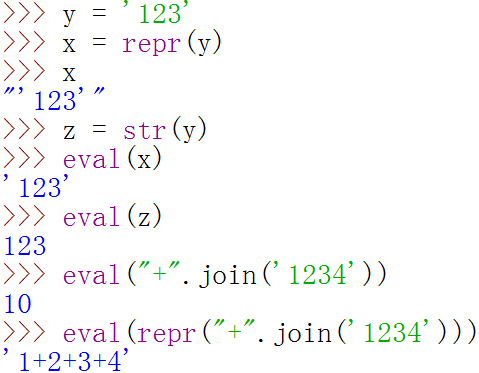 >>> y = '123'
>>> x = repr(y)
>>> x
"'123'"
>>> z = str(y)
>>> eval(x)
'123'
>>> eval(z)
123
>>> eval("+".join('1234'))
10
>>> eval(repr("+".join('1234')))
'1+2+3+4'